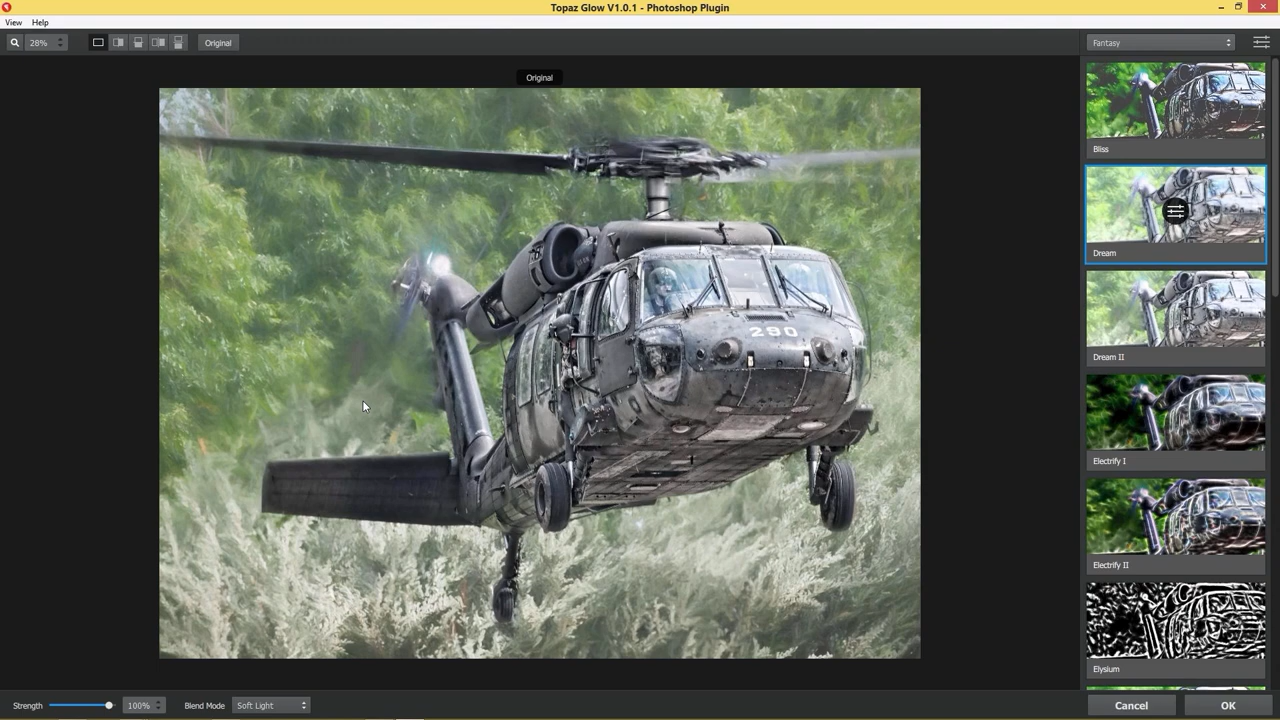 Topaz Glow V1.0.1 - Photoshop Plugin
View Help
28% Original
Fantasy
Original
Bliss
Dream
290
Dream II
Electrify I
Electrify II
Elysium
Strength 100% Blend Mode Soft Light
Cancel OK